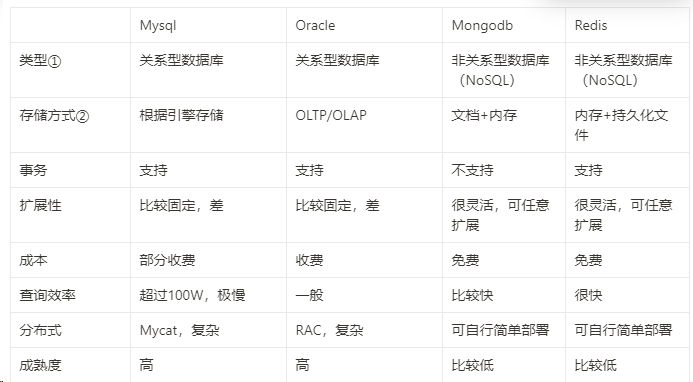 Mysql Oracle Mongodb Redis
类型① 关系型数据库 关系型数据库 非关系型数据库 非关系型数据库
（NoSQL） （NoSQL）
存储方式② 根据引擎存储 OLTP/OLAP 文档+内存 内存+持久化文
件
事务 支持 支持 不支持 支持
扩展性 比较固定，差 比较固定，差 很灵活，可任意 很灵活，可任意
扩展 扩展
成本 部分收费 收费 免费 免费
查询效率 超过100W，极慢 一般 比较快 很快
分布式 Mycat，复杂 RAC，复杂 可自行简单部署 可自行简单部署
成熟度 高 高 比较低 比较低